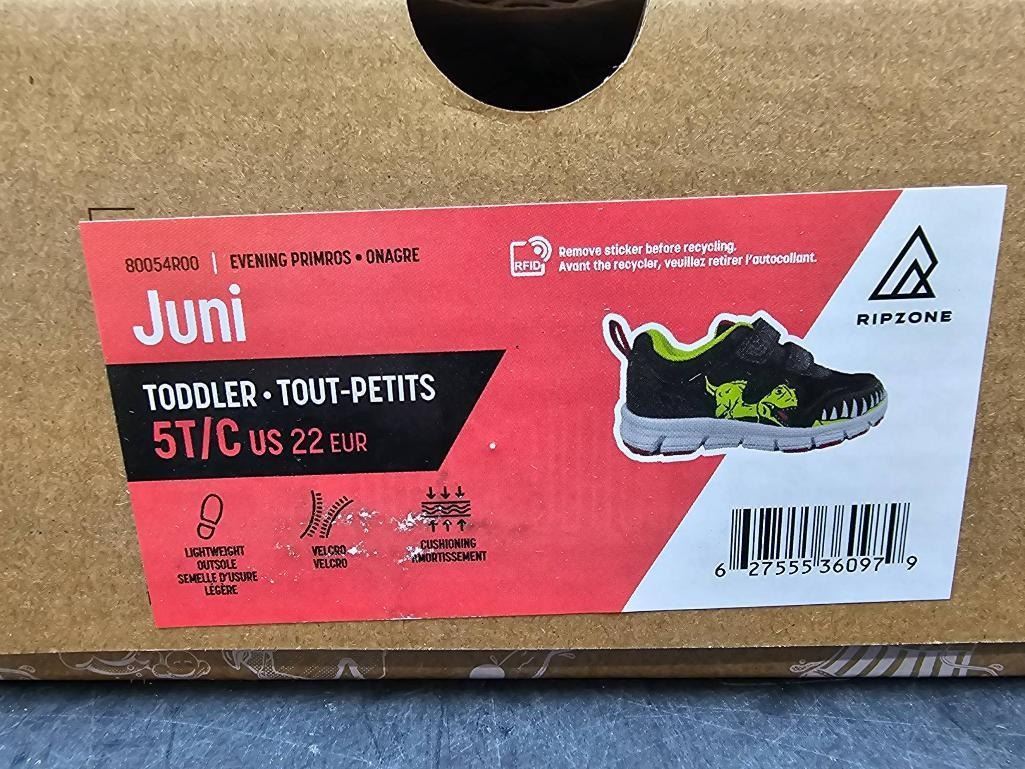 80054R00 | EVENING PRIMROS • ONAGRE
Juni
TODDLER • TOUT-PETITS
5T/C US 22 EUR
LIGHTWEIGHT
OUTSOLE
SEMELLE D'USURE
LÉGÈRE
VELCRO
VELCRO
CUSHIONING
AMORTISSEMENT
RFID
Remove sticker before recycling.
Avant the recycler, veuillez retirer l'autocollant.
RIPZONE
6 27555 36097 9